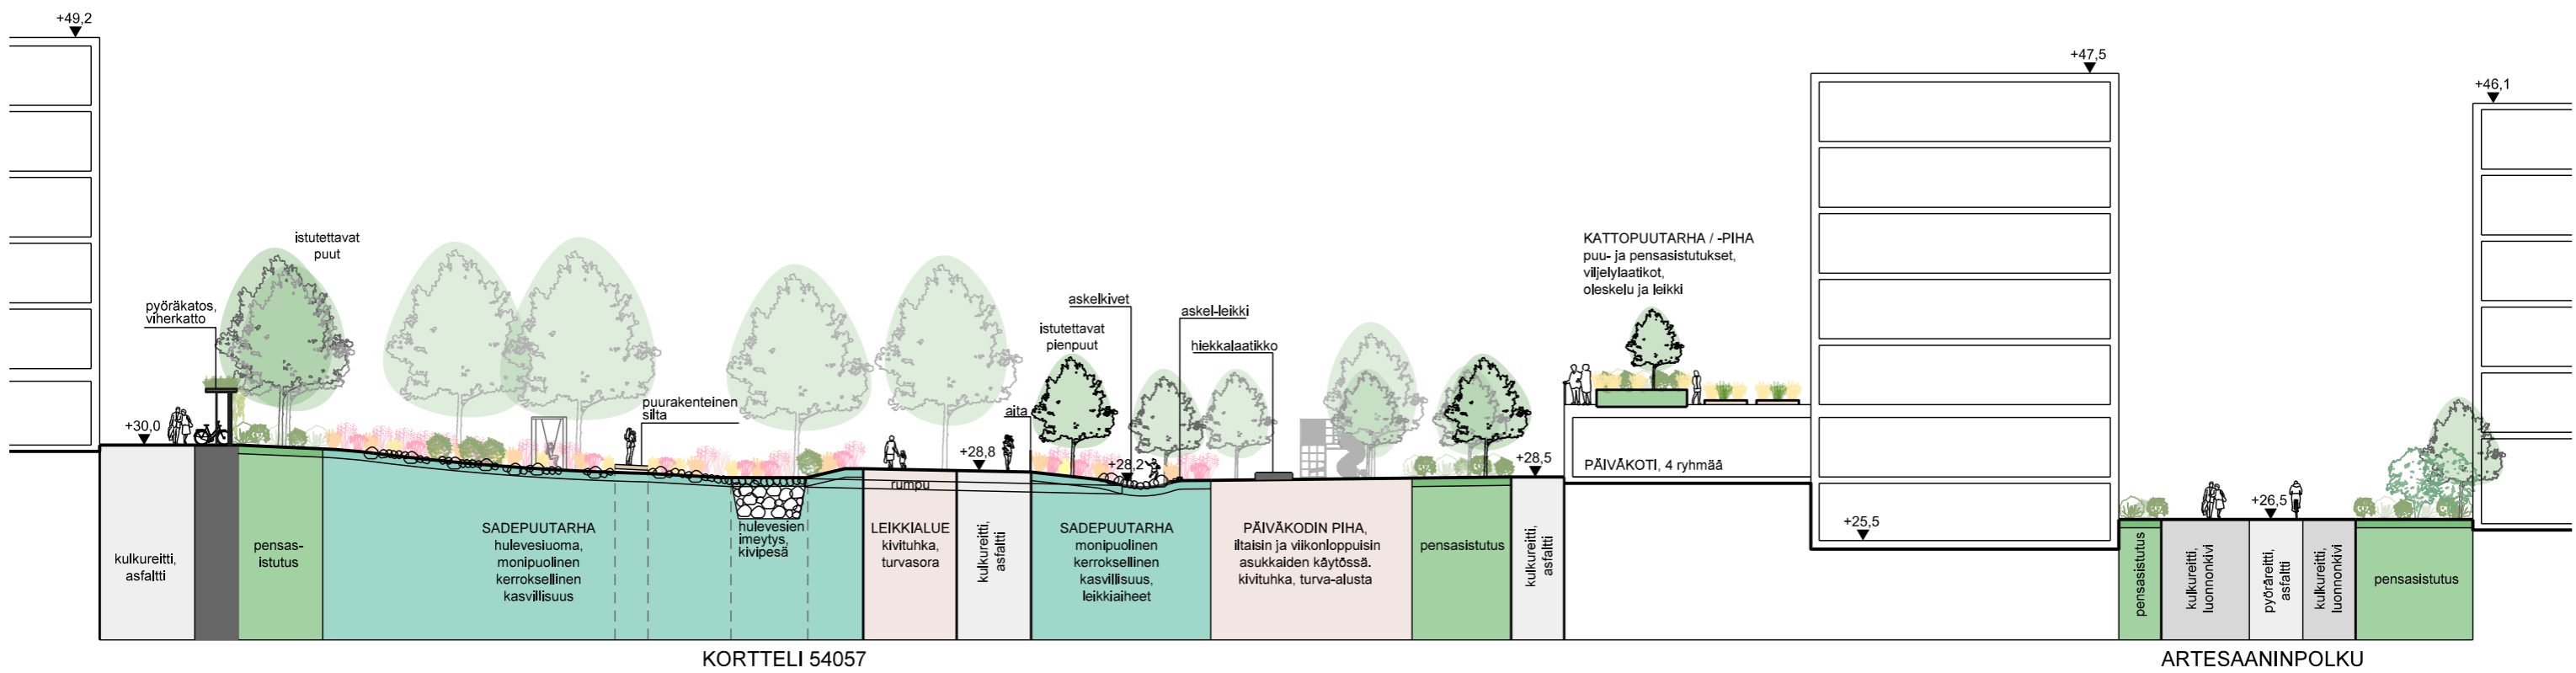 +49,2
istutettavat
puut
pyöräkatos,
viherkatto
+30,0
puurakenteinen
silta
aita
+28,8
rumpu
askelkivet
istutettavat
pienpuut
askel-leikki
hiekkalaatikko
+28,2
+28,5
KATTOPUUTARHA / -PIHA
puu- ja pensasistutukset,
viljelylaatikot,
oleskelu ja leikki
PÄIVÄKOTI, 4 ryhmää
+47,5
+25,5
+46,1
+26,5
kulkureitti,
asfaltti
pensas-
istutus
SADEPUUTARHA
hulevesiuoma,
monipuolinen
kerroksellinen
kasvillisuus
hulevesien
imeytys,
kivipesä
LEIKKIALUE
kivituhka,
turvasora
kulkureitti,
asfaltti
SADEPUUTARHA
monipuolinen
kerroksellinen
kasvillisuus,
leikkiaiheet
PÄIVÄKODIN PIHA,
iltaisin ja viikonloppuisin
asukkaiden käytössä.
kivituhka, turva-alusta
pensasistutus
kulkureitti,
asfaltti
pensasistutus
kulkureitti,
luonnonkivi
pyöräreitti,
asfaltti
kulkureitti,
luonnonkivi
pensasistutus
KORTTELI 54057
ARTESAANINPOLKU